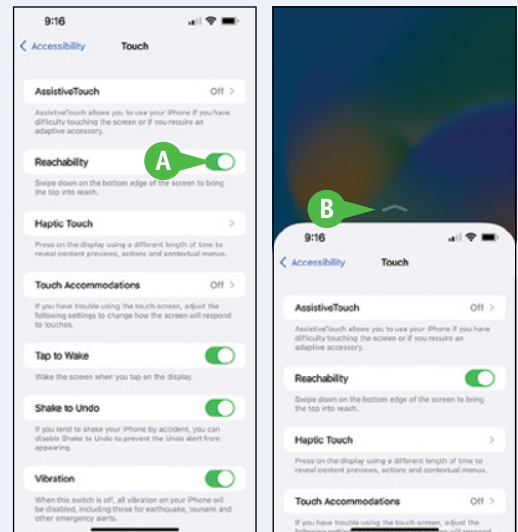 9:16
Accessibility
Touch
AssistiveTouch
Off
AssistiveTouch allows you to use your iPhone if you have
difficulty touching the screen or if you require an
adaptive accessory.
Reachability
A
Swipe down on the bottom edge of the screen to bring
the top into reach.
Haptic Touch
Press on the display using a different length of time to
reveal content previews, actions and contextual menus.
Touch Accommodations
Off
If you have trouble using the touch screen, adjust the
following settings to change how the screen will respond
to touches.
Tap to Wake
Wake the screen when you tap on the display.
Shake to Undo
If you tend to shake your iPhone by accident, you can
disable Shake to Undo to prevent the Undo alert from
appearing.
Vibration
When this switch is off, all vibration on your iPhone will
be disabled, including those for earthquake, tsunami and
other emergency alerts.
B
9:16
Accessibility
Touch
AssistiveTouch
Off
AssistiveTouch allows you to use your iPhone if you have
difficulty touching the screen or if you require an
adaptive accessory.
Reachability
Swipe down on the bottom edge of the screen to bring
the top into reach.
Haptic Touch
Press on the display using a different length of time to
reveal content previews, actions and contextual menus.
Touch Accommodations
Off
If you have trouble using the touch screen, adjust the